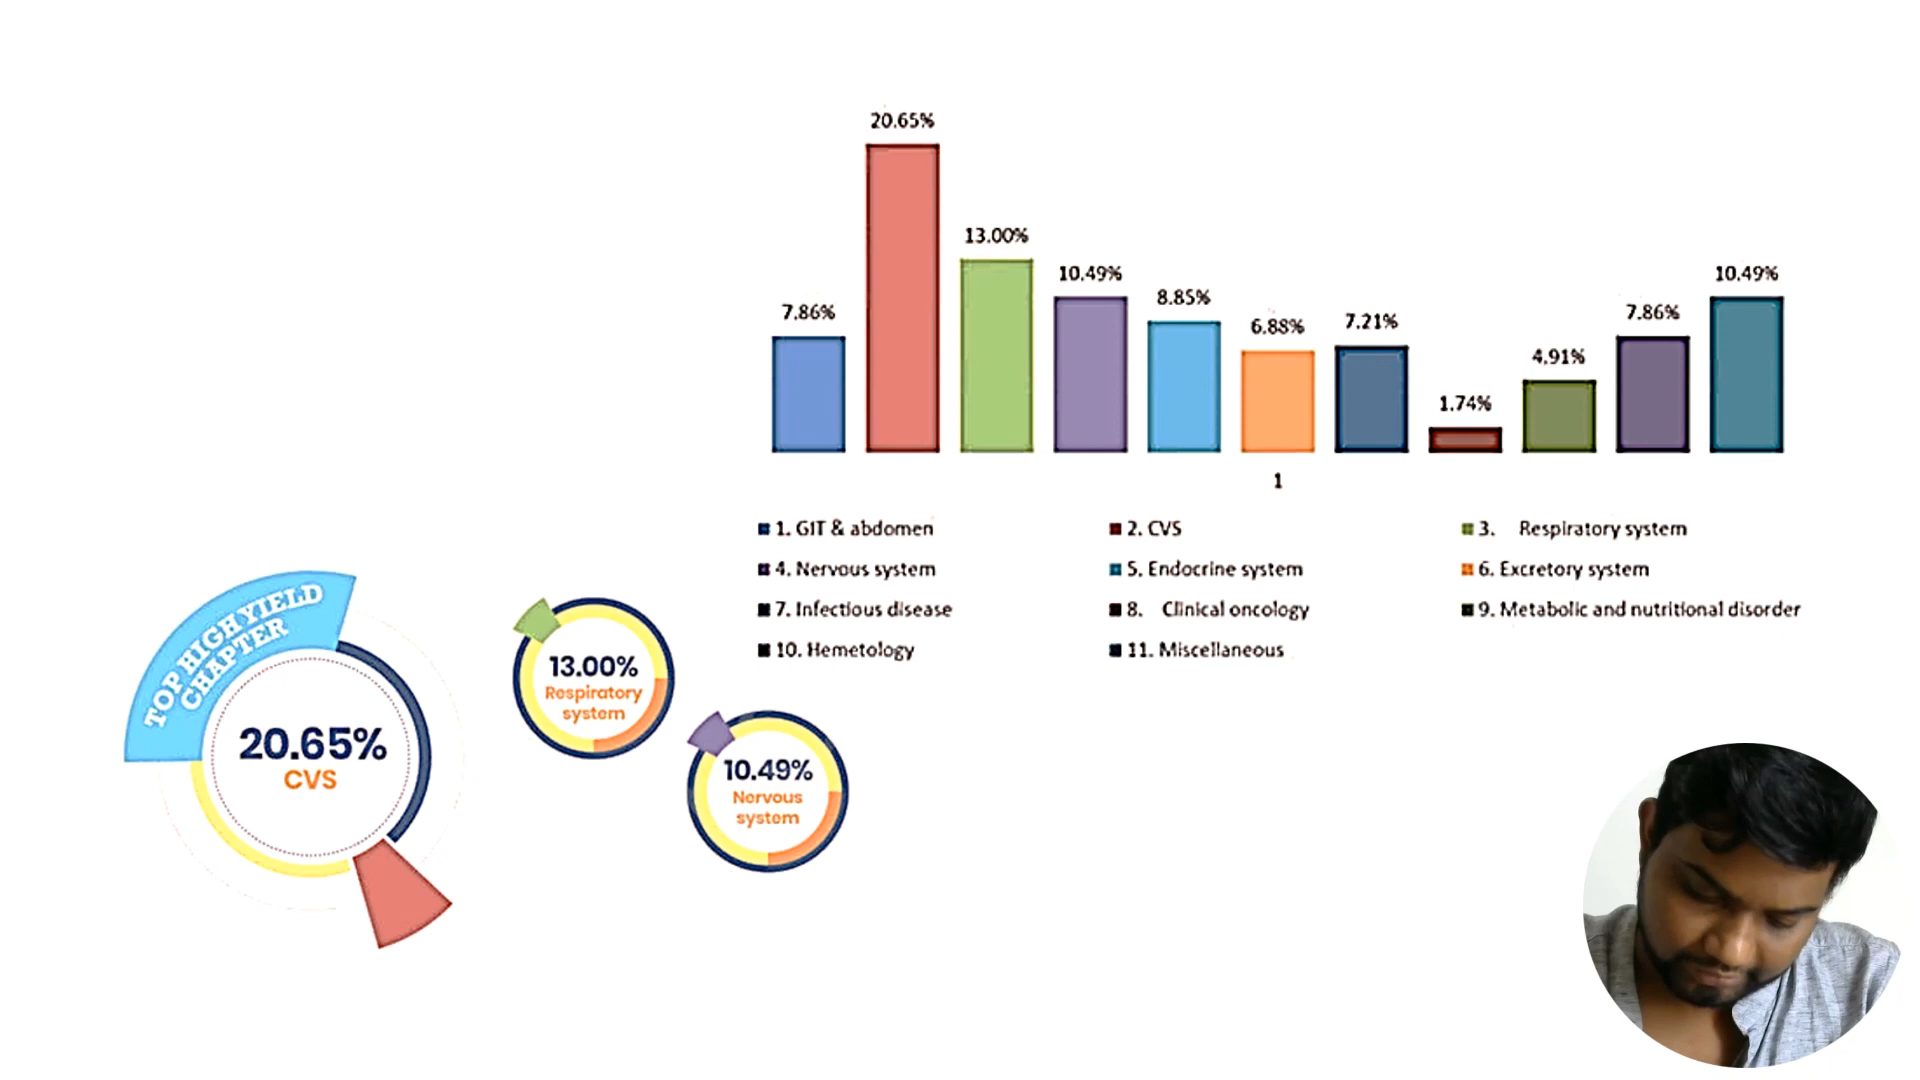 20.65%
13.00%
10.49%
10.49%
8.85%
7.86%
7.86%
6.88%
7.21%
4.91%
1.74%
1
1. GIT & abdomen
2. CVS
3. Respiratory system
4. Nervous system
5. Endocrine system
6. Excretory system
7. Infectious disease
8. Clinical oncology
9. Metabolic and nutritional disorder
10. Hemetology
11. Miscellaneous
TOP HIGH YIELD
CHAPTER
20.65%
CVS
13.00%
Respiratory
system
10.49%
Nervous
system